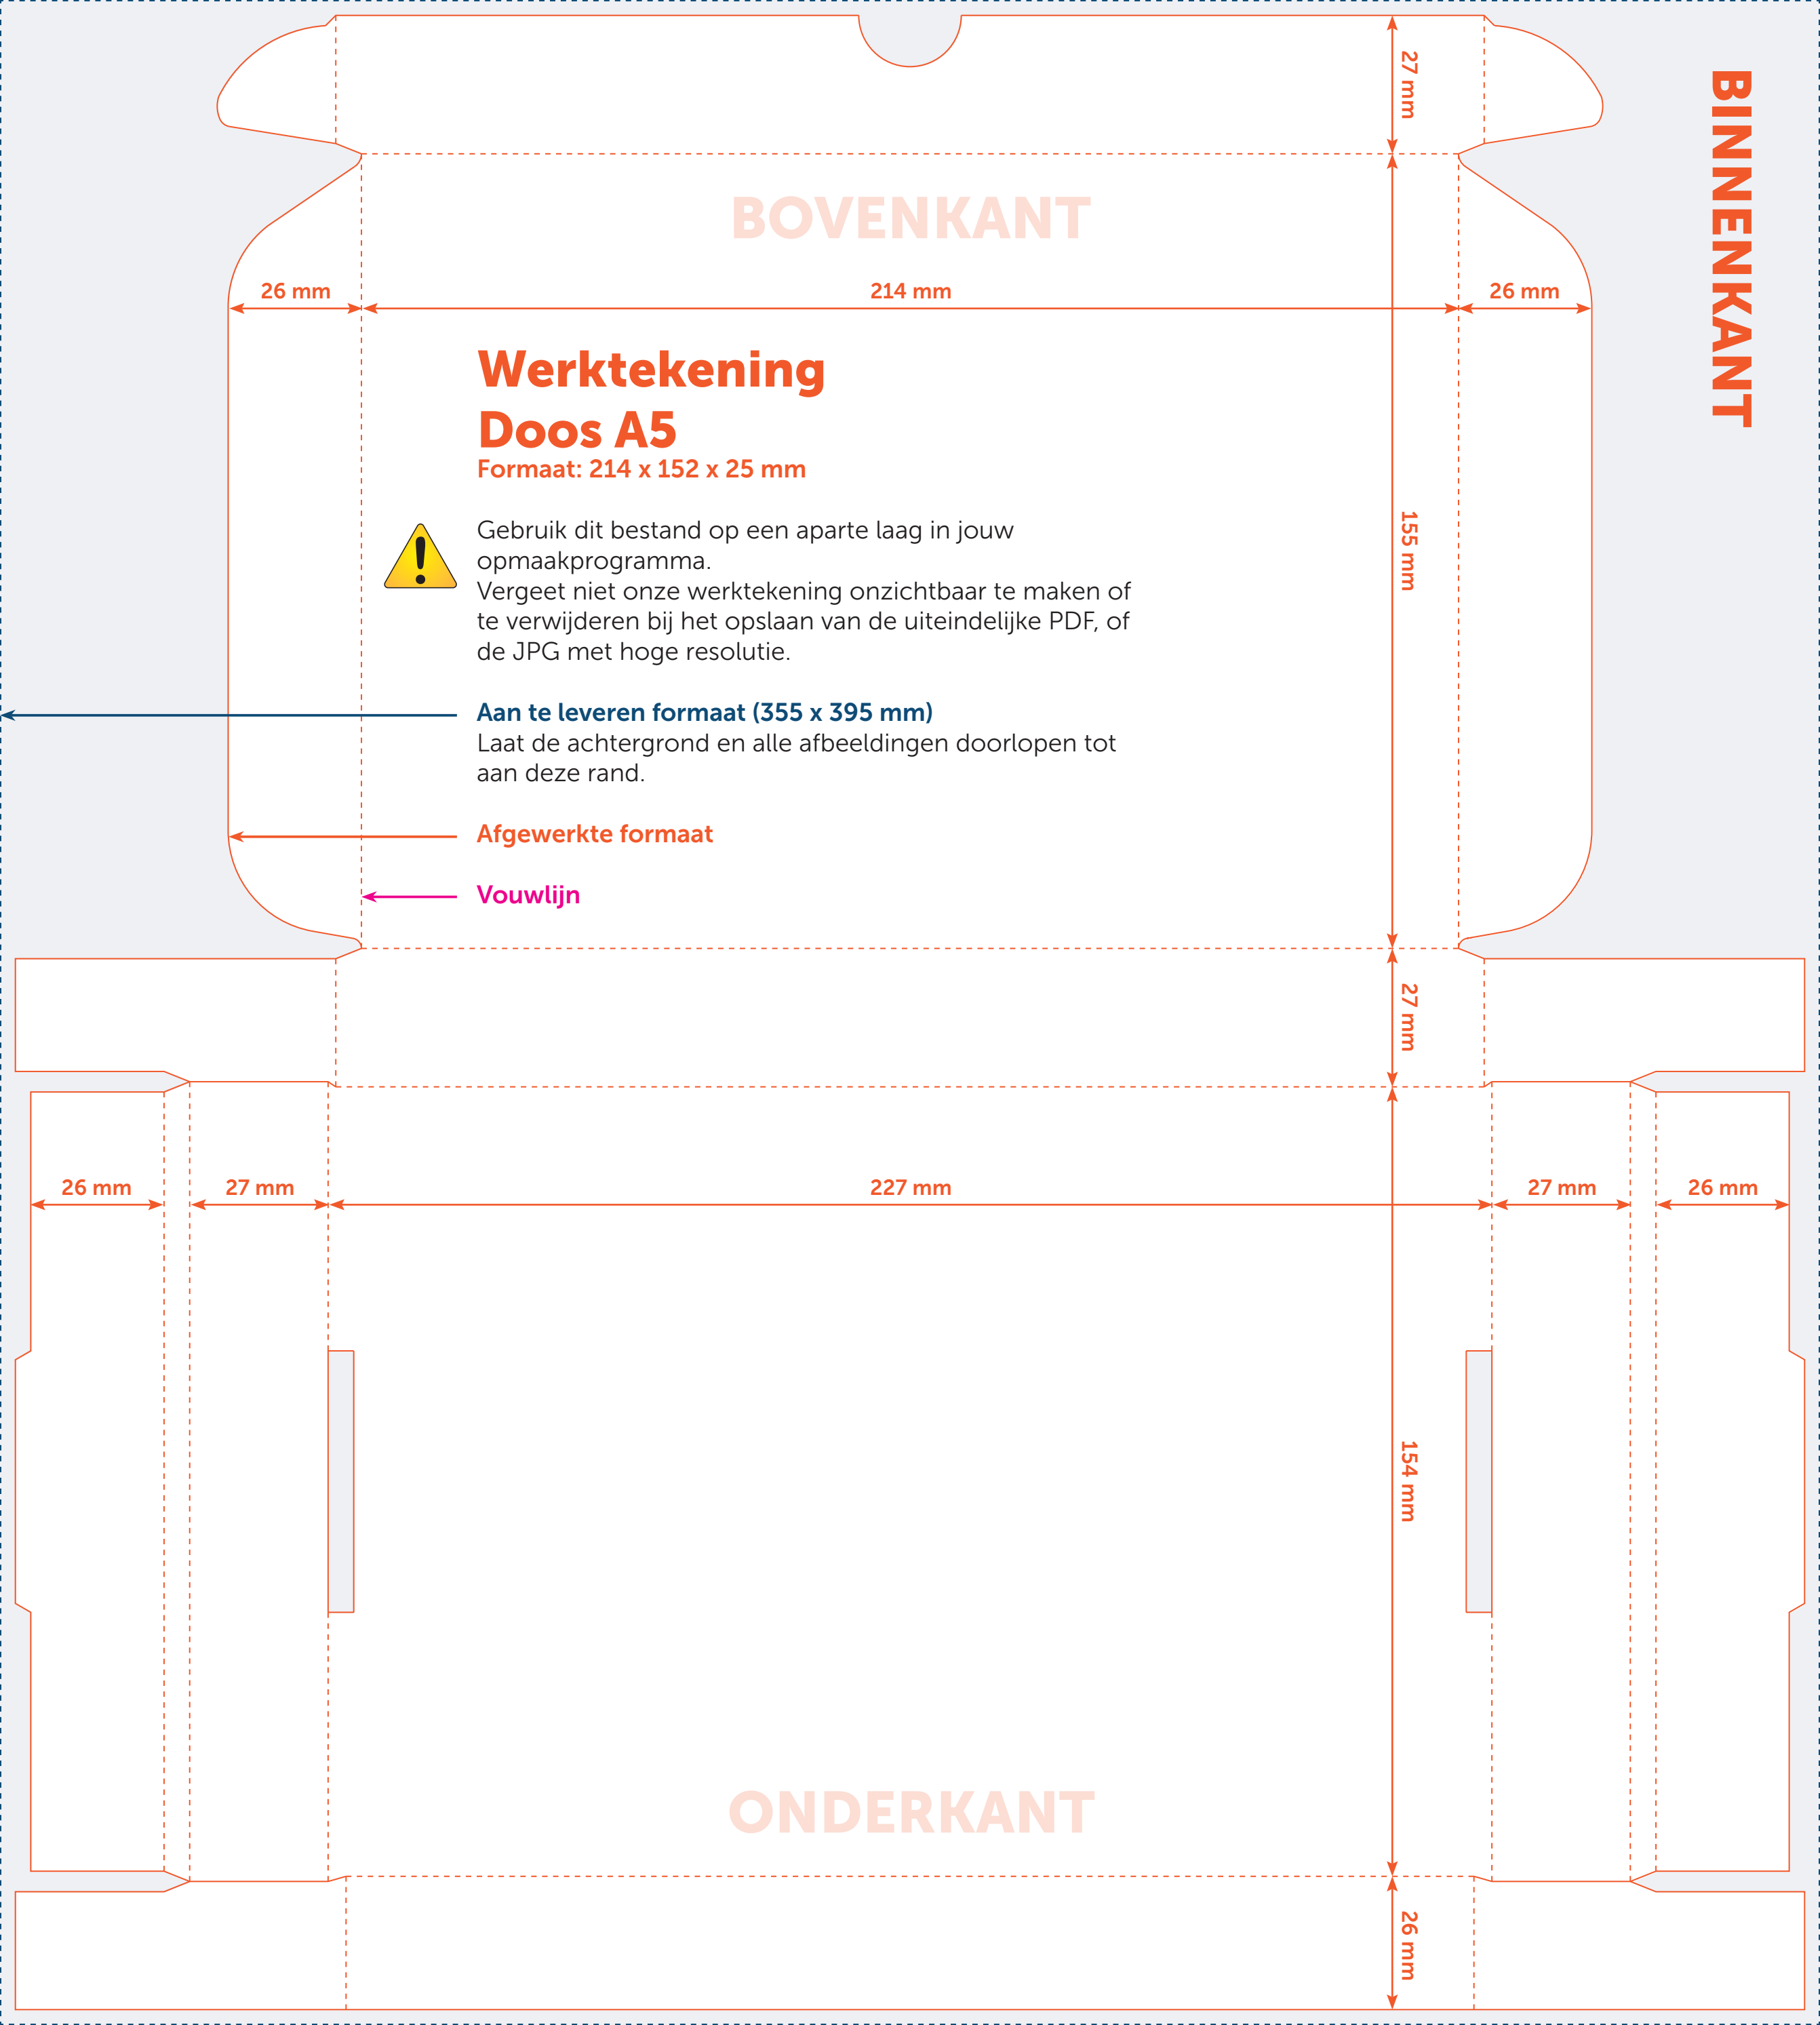 27 mm
BINNENKANT
BOVENKANT
26 mm
214 mm
26 mm
Werktekening
Doos A5
Formaat: 214 x 152 x 25 mm
Gebruik dit bestand op een aparte laag in jouw
opmaakprogramma.
Vergeet niet onze werktekening onzichtbaar te maken of
te verwijderen bij het opslaan van de uiteindelijke PDF, of
de JPG met hoge resolutie.
155 mm
Aan te leveren formaat (355 x 395 mm)
Laat de achtergrond en alle afbeeldingen doorlopen tot
aan deze rand.
Afgewerkte formaat
Vouwlijn
27 mm
26 mm
27 mm
227 mm
27 mm
26 mm
154 mm
ONDERKANT
26 mm